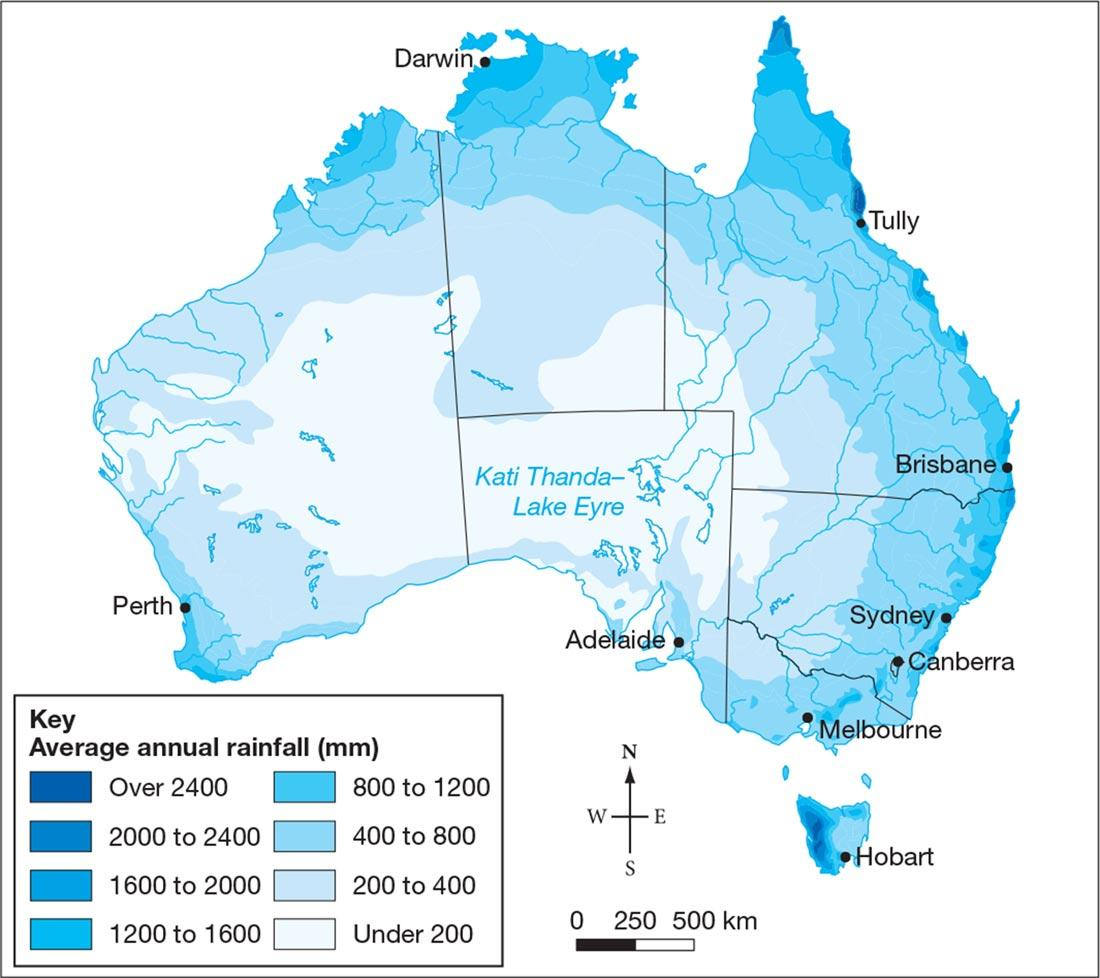 Darwin
Tully
Brisbane
Kati Thanda–
Lake Eyre
Perth
Sydney
Adelaide
Canberra
Melbourne
Hobart
Key
Average annual rainfall (mm)
Over 2400
2000 to 2400
1600 to 2000
1200 to 1600
800 to 1200
400 to 800
200 to 400
Under 200
N
W E
S
0 250 500 km